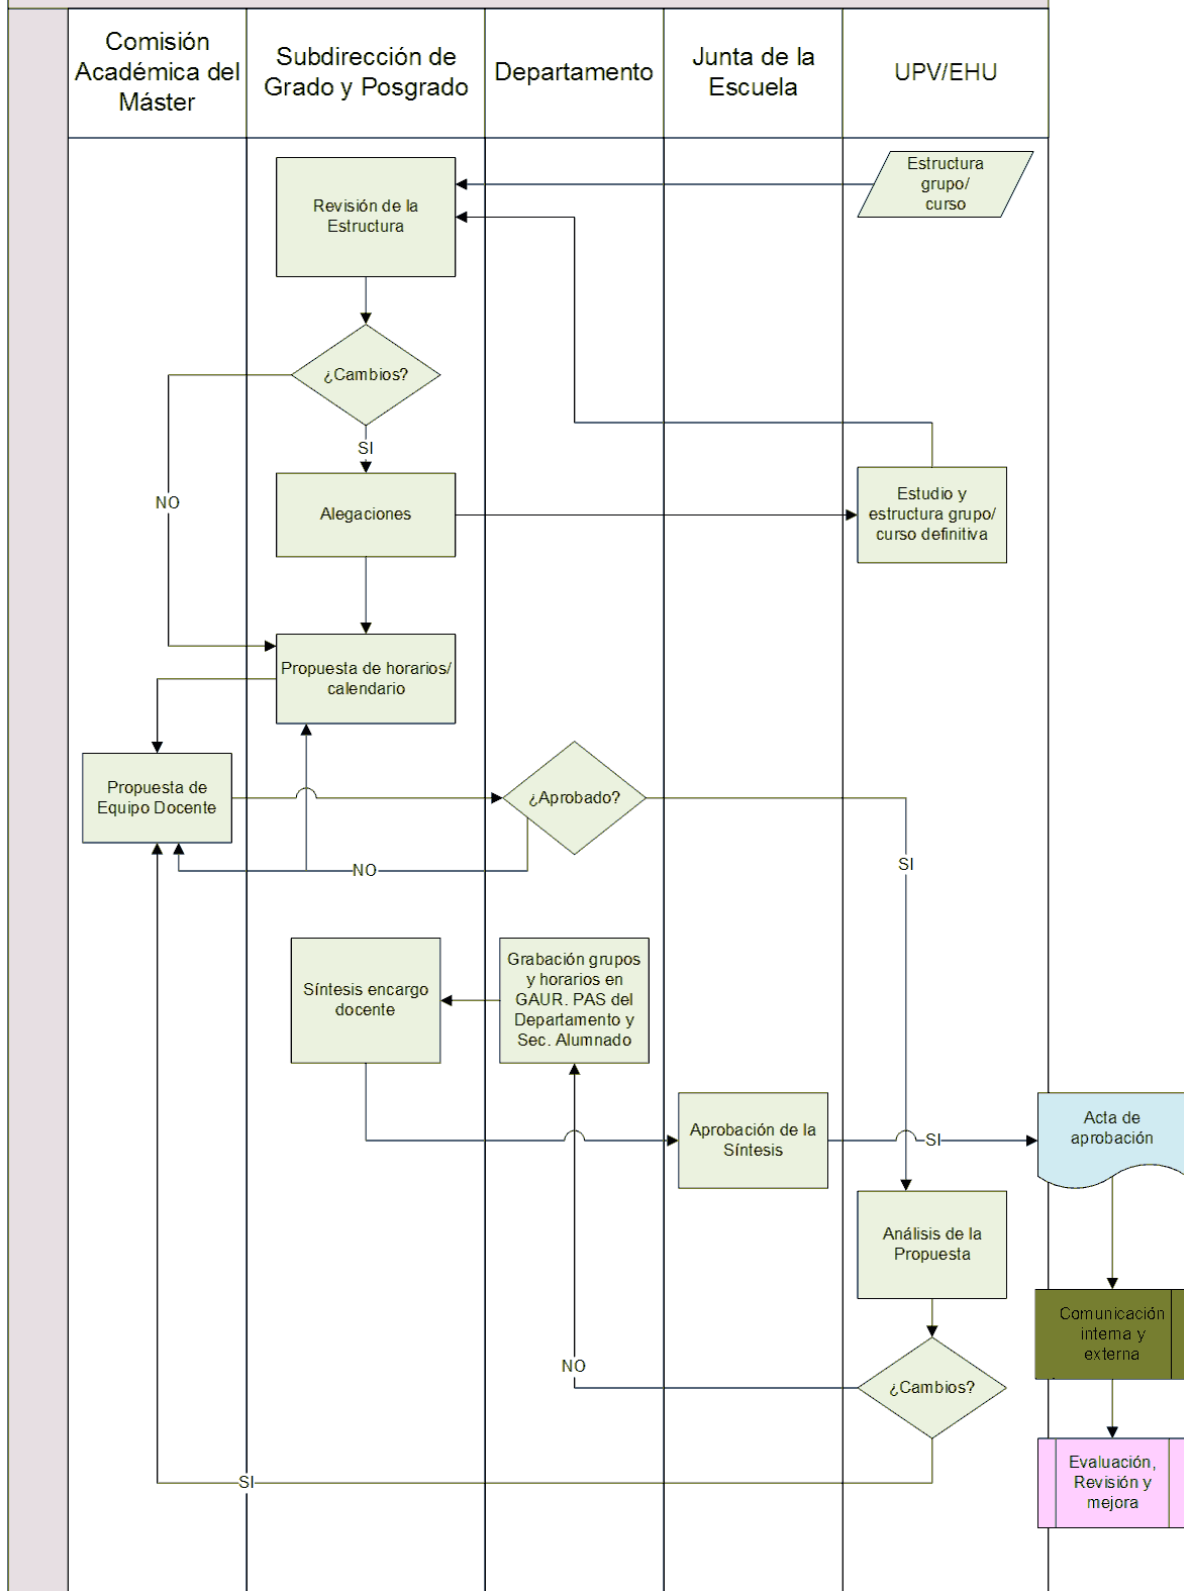 Comisión
Académica del
Máster
Subdirección de
Grado y Posgrado
Departamento
Junta de la
Escuela
UPV/EHU
Estructura
grupo/
curso
Revisión de la
Estructura
¿Cambios?
SI
NO
Alegaciones
Estudio y
estructura grupo/
curso definitiva
Propuesta de horarios/
calendario
Propuesta de
Equipo Docente
¿Aprobado?
NO
SI
Síntesis encargo
docente
Grabación grupos
y horarios en
GAUR. PAS del
Departamento y
Sec. Alumnado
Aprobación de la
Síntesis
SI
Acta de
aprobación
Análisis de la
Propuesta
Comunicación
interna y
externa
¿Cambios?
NO
SI
Evaluación,
Revisión y
mejora